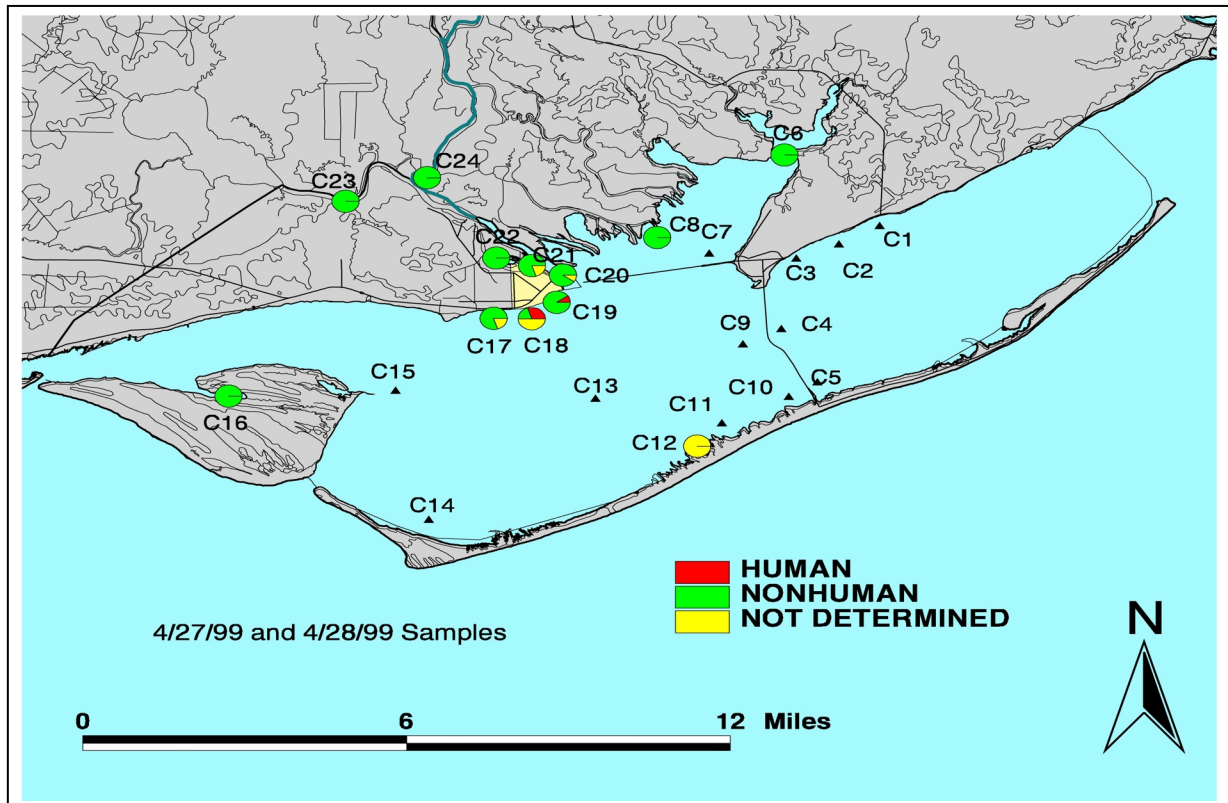 C6
C24
C23
C8
C7
C1
C22
C21
C2
C3
C20
C19
C17
C18
C9
C4
C15
C13
C10
C5
C16
C11
C12
C14
HUMAN
NONHUMAN
NOT DETERMINED
4/27/99 and 4/28/99 Samples
N
0 6 12 Miles